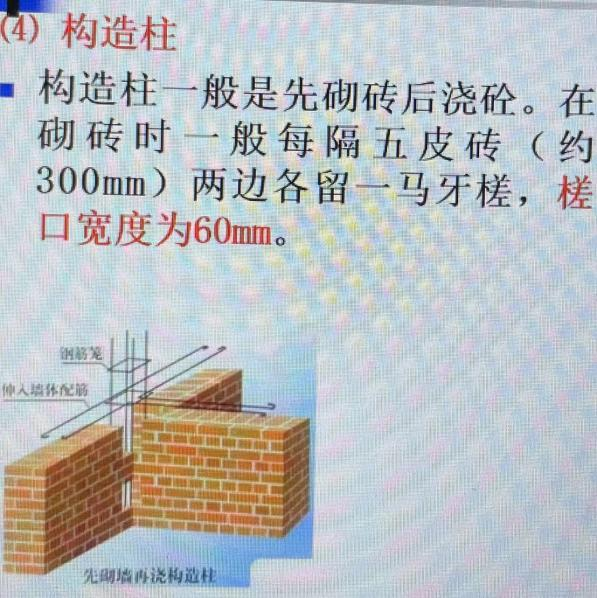 (4) 构造柱
构造柱一般是先砌砖后浇砼。在
砌砖时一般每隔五皮砖（约
300mm）两边各留一马牙槎，槎
口宽度为60mm。
钢筋笼
伸入墙体配筋
先砌墙再浇构造柱